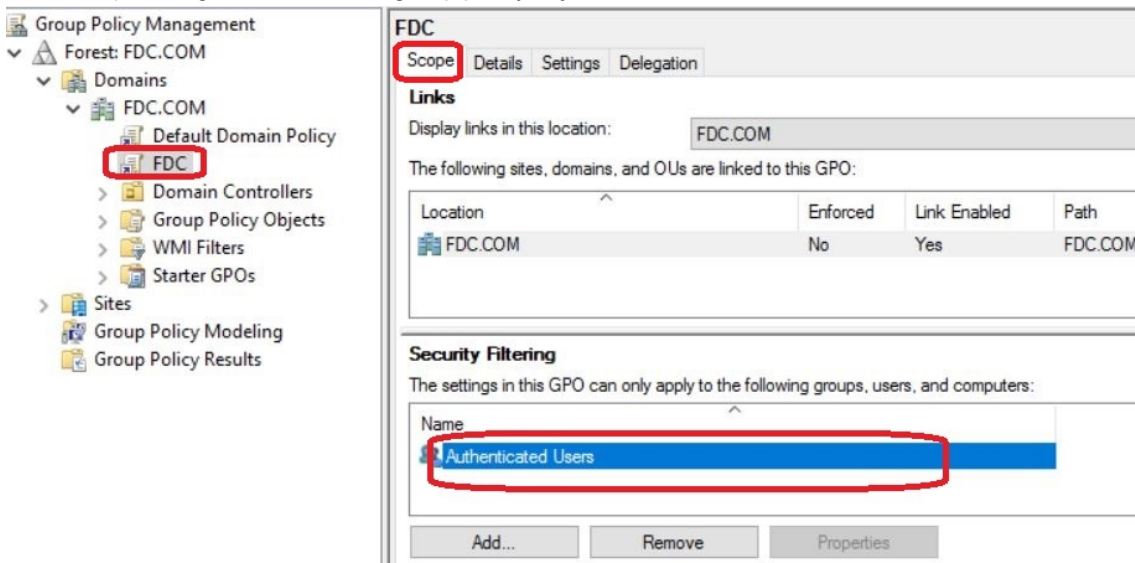 Group Policy Management
Forest: FDC.COM
Domains
FDC.COM
Default Domain Policy
FDC
Domain Controllers
Group Policy Objects
WMI Filters
Starter GPOs
Sites
Group Policy Modeling
Group Policy Results
FDC
Scope Details Settings Delegation
Links
Display links in this location: FDC.COM
The following sites, domains, and OUs are linked to this GPO:
Location Enforced Link Enabled Path
FDC.COM No Yes FDC.COM
Security Filtering
The settings in this GPO can only apply to the following groups, users, and computers:
Name
Authenticated Users
Add... Remove Properties